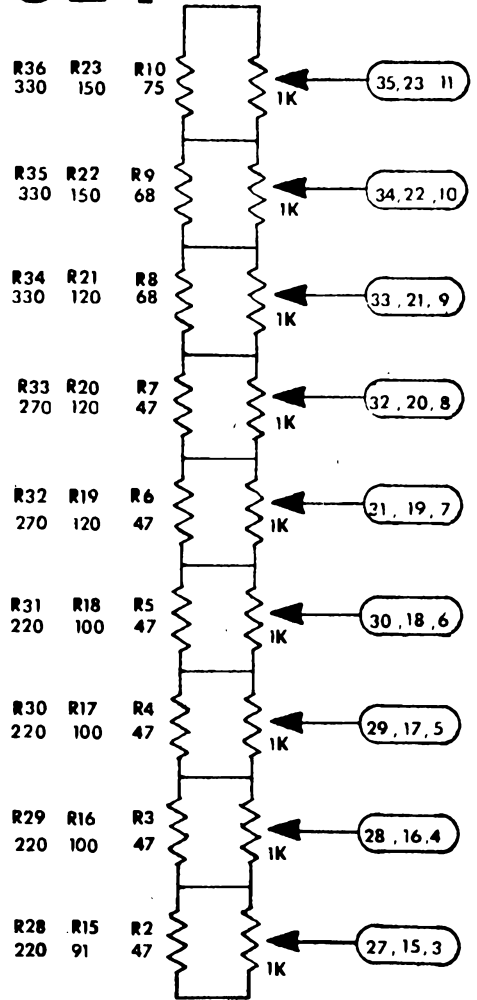 R36 R23 R10
330 150 75
1K
35,23 11
R35 R22 R9
330 150 68
1K
34,22,10
R34 R21 R8
330 120 68
1K
33,21,9
R33 R20 R7
270 120 47
1K
32,20,8
R32 R19 R6
270 120 47
1K
31,19,7
R31 R18 R5
220 100 47
1K
30,18,6
R30 R17 R4
220 100 47
1K
29,17,5
R29 R16 R3
220 100 47
1K
28,16,4
R28 R15 R2
220 91 47
1K
27,15,3